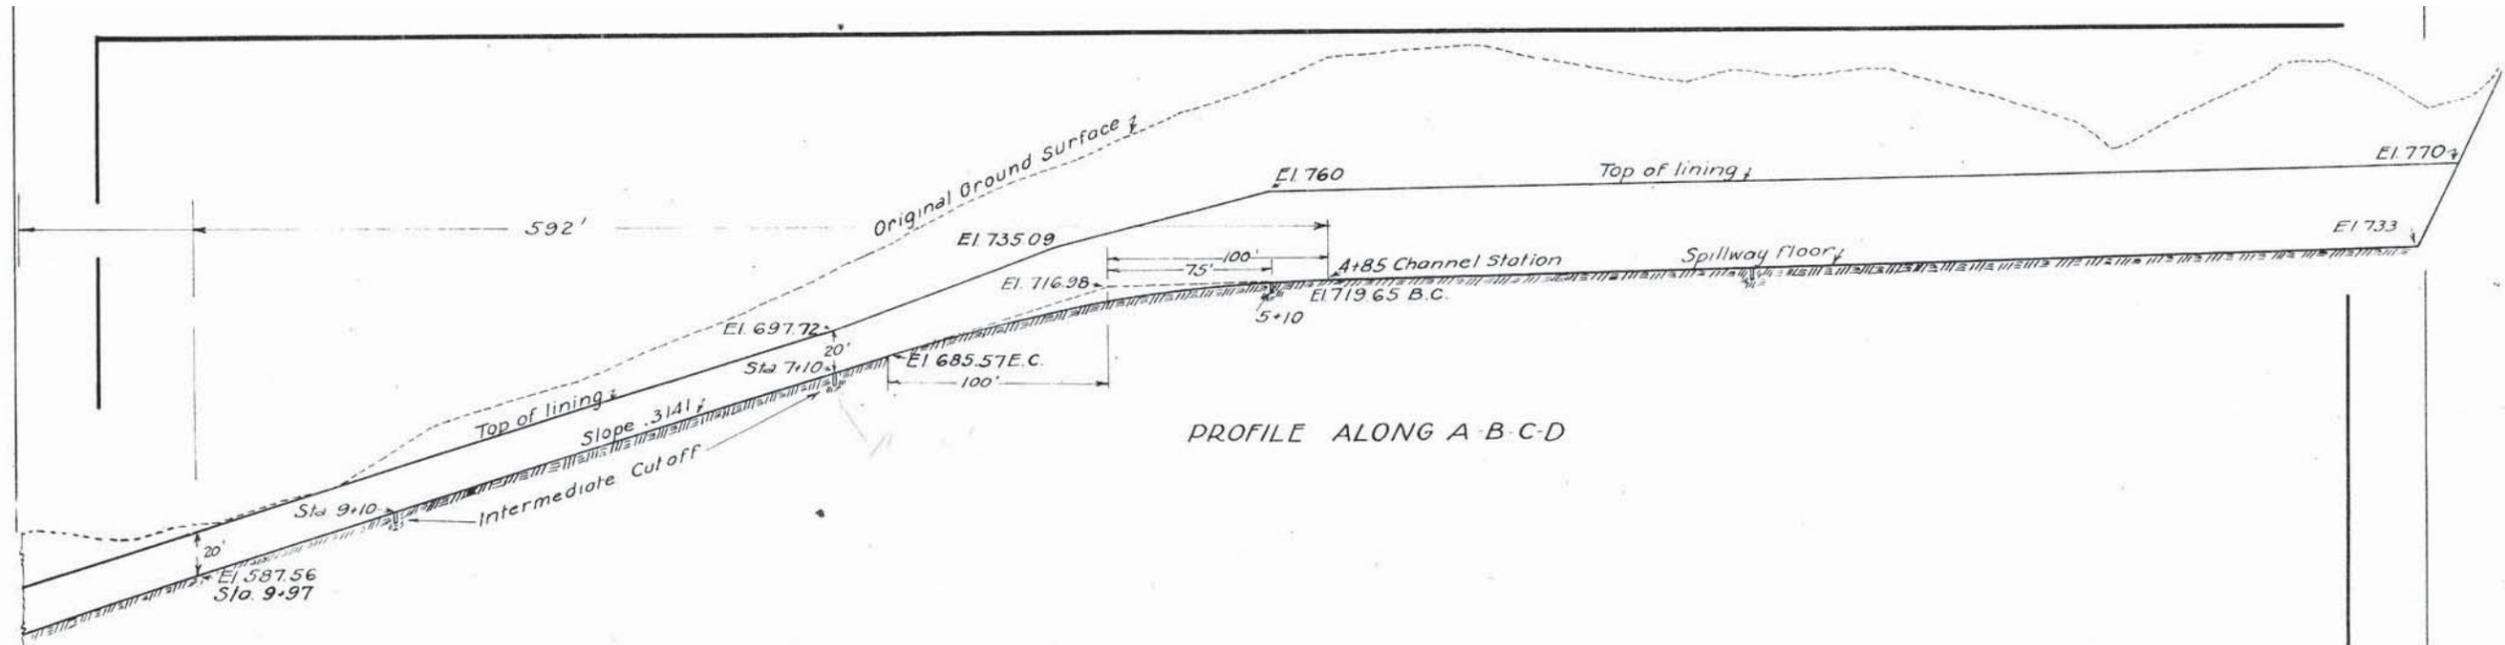 Original Ground Surface
El. 770
Top of lining
El. 760
592'
El. 733
El. 735.09
100'
75'
4+85 Channel Station
Spillway floor
El. 716.98
El. 719.65 B.C.
5+10
El. 697.72
20'
El. 685.57 E.C.
Sta. 7+10
100'
Top of lining
Slope .3141
PROFILE ALONG A-B-C-D
Intermediate Cutoff
Sta. 9+10
20'
El. 587.56
Sta. 9+97